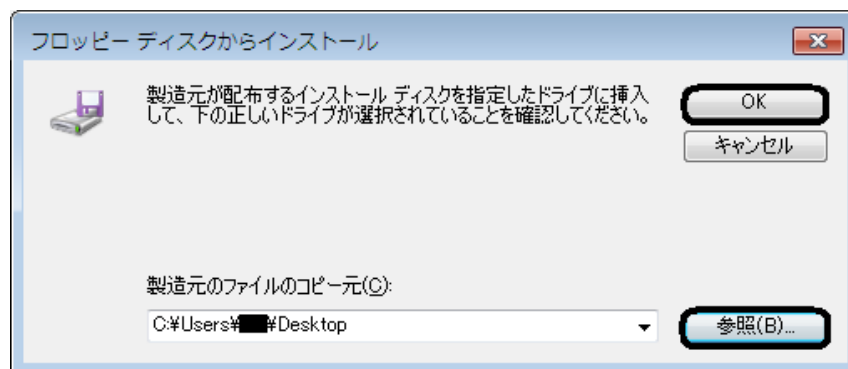 フロッピー ディスクからインストール
製造元が配布するインストール ディスクを指定したドライブに挿入
して、下の正しいドライブが選択されていることを確認してください。
OK
キャンセル
製造元のファイルのコピー元(C):
C:¥Users¥ ¥Desktop
参照(B)...